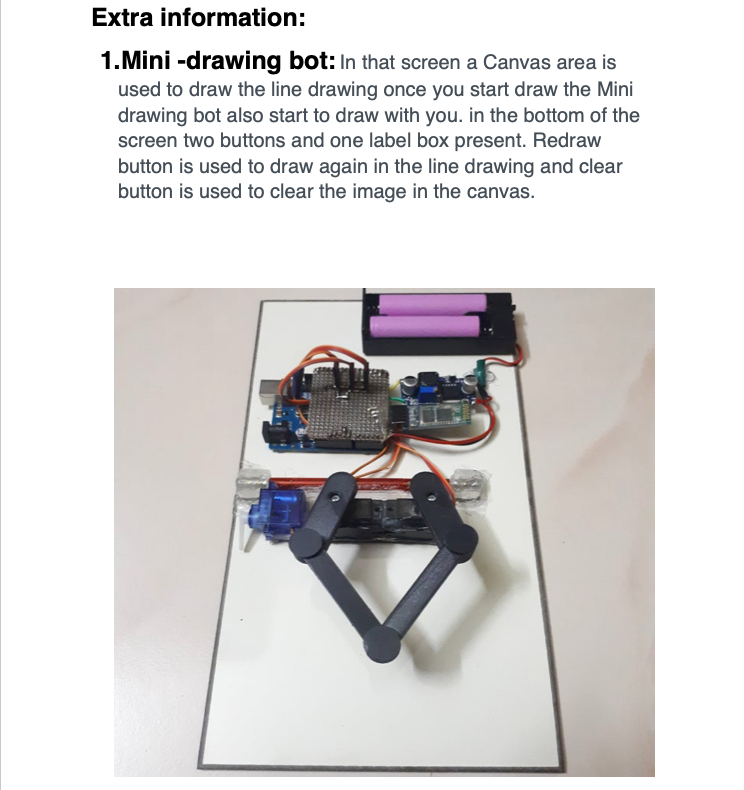 Extra information:
1.Mini -drawing bot: In that screen a Canvas area is
used to draw the line drawing once you start draw the Mini
drawing bot also start to draw with you. in the bottom of the
screen two buttons and one label box present. Redraw
button is used to draw again in the line drawing and clear
button is used to clear the image in the canvas.